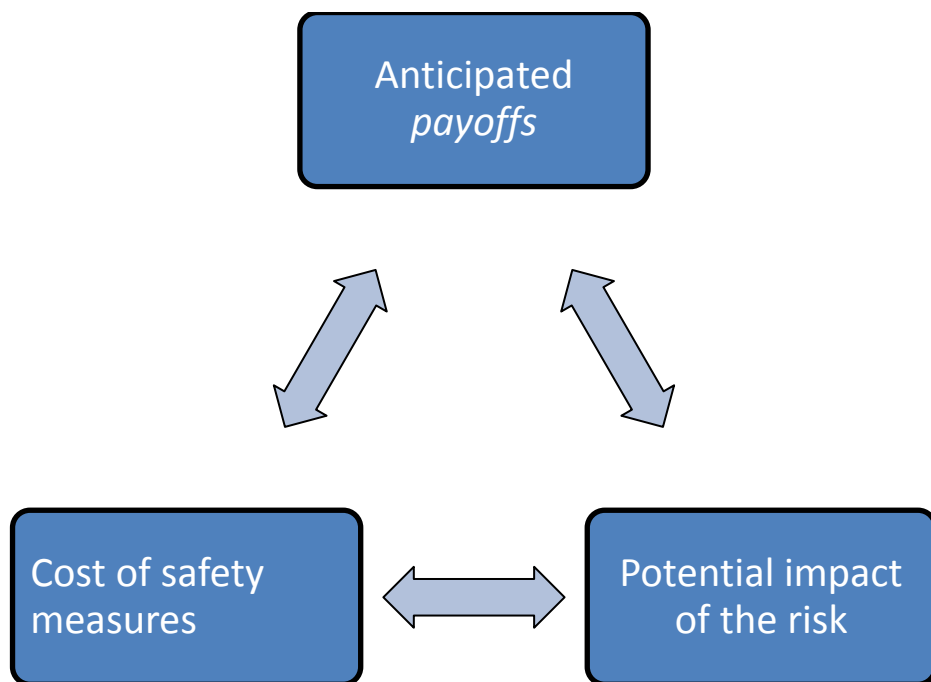 Anticipated
payoffs
Cost of safety
measures
Potential impact
of the risk